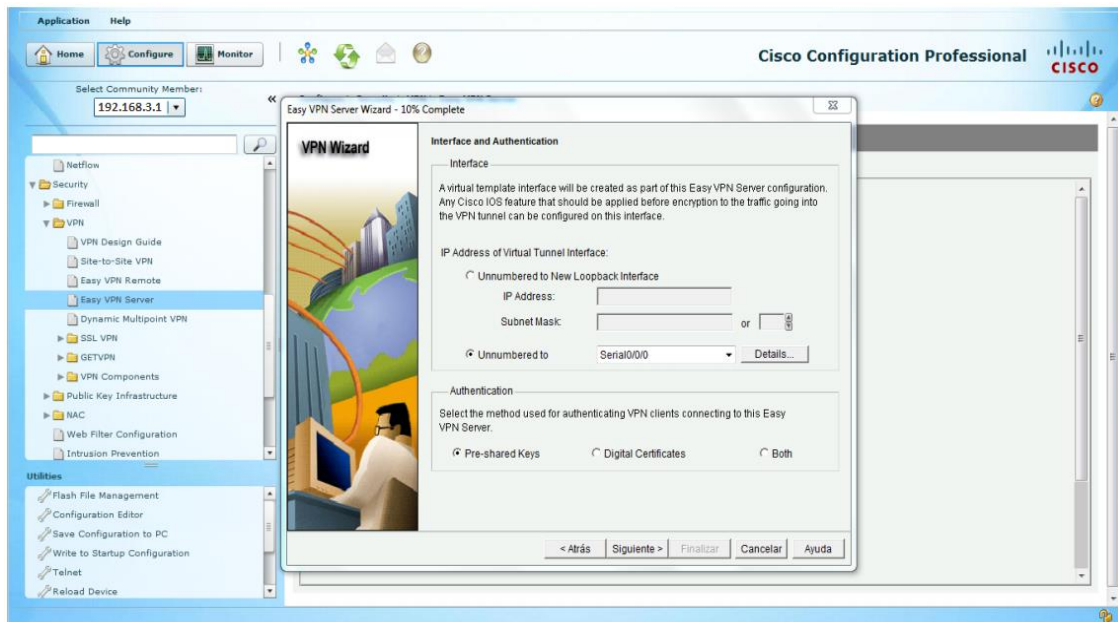 Application Help
Home Configure Monitor
Cisco Configuration Professional
CISCO
Select Community Member:
192.168.3.1
Netflow
Security
Firewall
VPN
VPN Design Guide
Site-to-Site VPN
Easy VPN Remote
Easy VPN Server
Dynamic Multipoint VPN
SSL VPN
GETVPN
VPN Components
Public Key Infrastructure
NAC
Web Filter Configuration
Intrusion Prevention
Utilities
Flash File Management
Configuration Editor
Save Configuration to PC
Write to Startup Configuration
Telnet
Reload Device
Easy VPN Server Wizard - 10% Complete
VPN Wizard
Interface and Authentication
Interface
A virtual template interface will be created as part of this Easy VPN Server configuration.
Any Cisco IOS feature that should be applied before encryption to the traffic going into
the VPN tunnel can be configured on this interface.
IP Address of Virtual Tunnel Interface:
Unnumbered to New Loopback Interface
IP Address:
Subnet Mask: or
Unnumbered to Serial0/0/0 Details...
Authentication
Select the method used for authenticating VPN clients connecting to this Easy
VPN Server.
Pre-shared Keys Digital Certificates Both
< Atrás Siguiente > Finalizar Cancelar Ayuda